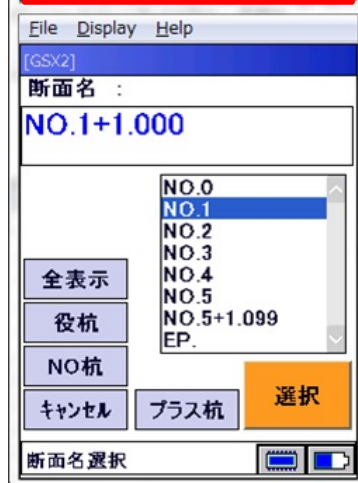 File Display Help
[GSX2]
断面名 :
NO.1+1.000
NO.0
NO.1
NO.2
NO.3
NO.4
NO.5
NO.5+1.099
EP.
全表示
役杭
NO杭
キャンセル
プラス杭
選択
断面名選択